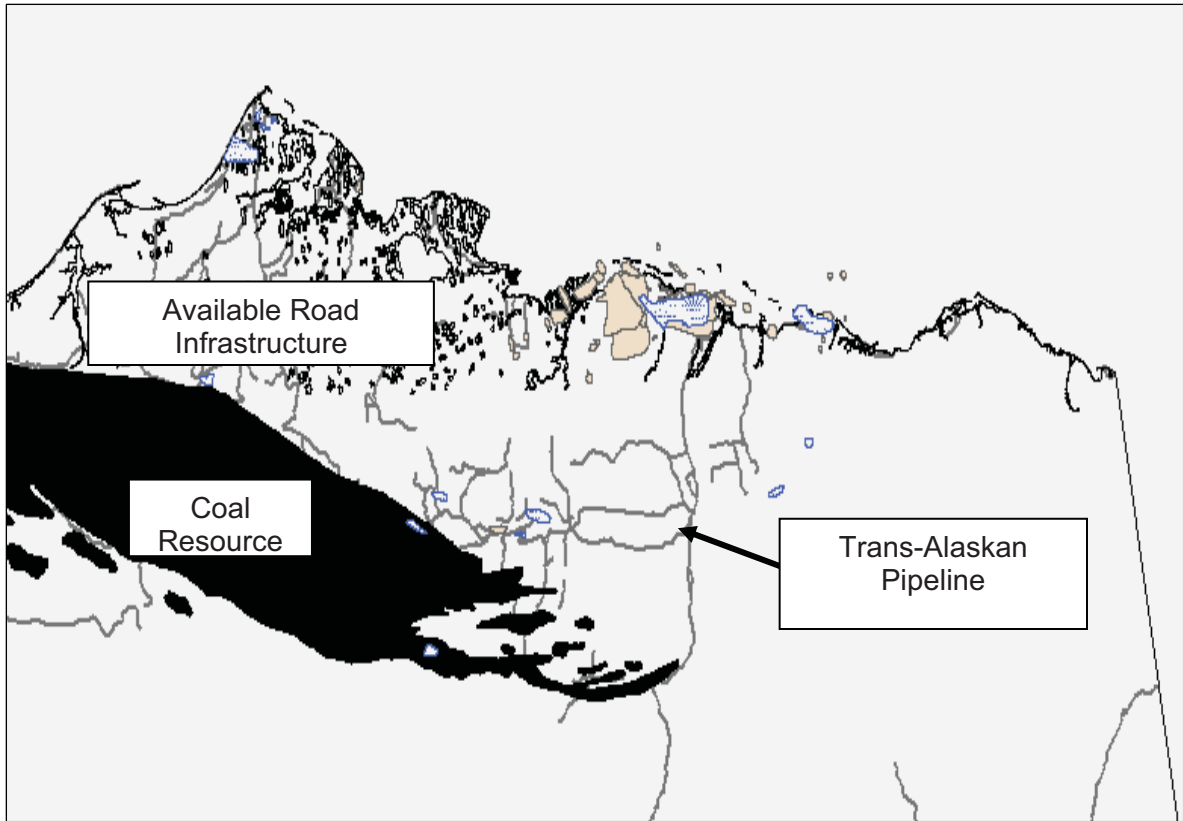 Available Road
Infrastructure
Coal
Resource
Trans-Alaskan
Pipeline